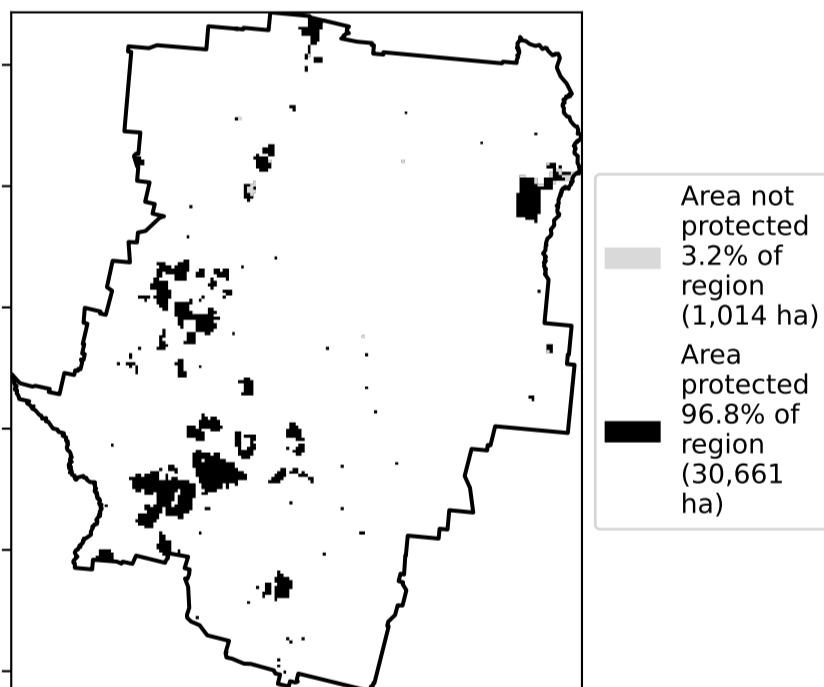 Area not
protected
3.2% of
region
(1,014 ha)
Area
protected
96.8% of
region
(30,661
ha)